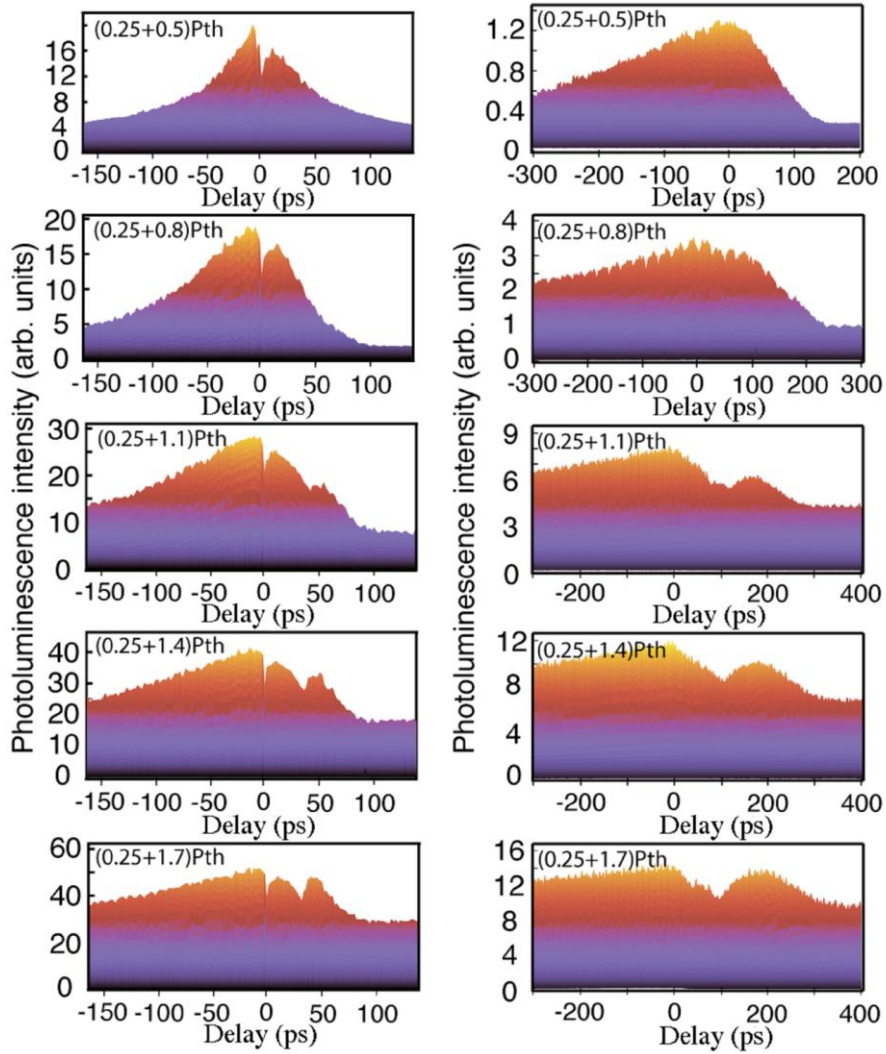 (0.25+0.5)Pth
16
12
8
4
0
-150 -100 -50 0 50 100
Delay (ps)
(0.25+0.8)Pth
20
15
10
5
0
-150 -100 -50 0 50 100
Delay (ps)
(0.25+1.1)Pth
30
20
10
0
-150 -100 -50 0 50 100
Delay (ps)
(0.25+1.4)Pth
40
30
20
10
0
-150 -100 -50 0 50 100
Delay (ps)
(0.25+1.7)Pth
60
40
20
0
-150 -100 -50 0 50 100
Delay (ps)
Photoluminescence intensity (arb. units)
(0.25+0.5)Pth
1.2
0.8
0.4
0
-300 -200 -100 0 100 200
Delay (ps)
(0.25+0.8)Pth
4
3
2
1
0
-300 -200 -100 0 100 200 300
Delay (ps)
(0.25+1.1)Pth
9
6
3
0
-200 0 200 400
Delay (ps)
(0.25+1.4)Pth
12
8
4
0
-200 0 200 400
Delay (ps)
(0.25+1.7)Pth
16
12
8
4
0
-200 0 200 400
Delay (ps)
Photoluminescence intensity (arb. units)